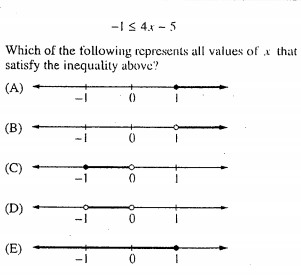 −1 ≤ 4x − 5
Which of the following represents all values of x that
satisfy the inequality above?
(A)
−1 0 1
(B)
−1 0 1
(C)
−1 0 1
(D)
−1 0 1
(E)
−1 0 1